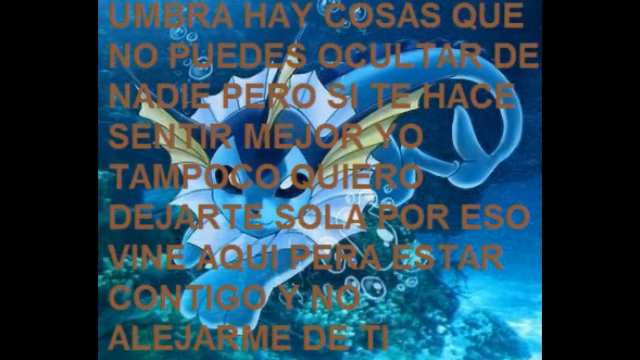 UMBRA HAY COSAS QUE
NO PUEDES OCULTAR DE
NADIE PERO SI TE HACE
SENTIR MEJOR YO
TAMPOCO QUIERO
DEJARTE SOLA POR ESO
VINE AQUI PERA ESTAR
CONTIGO Y NO
ALEJARME DE TI